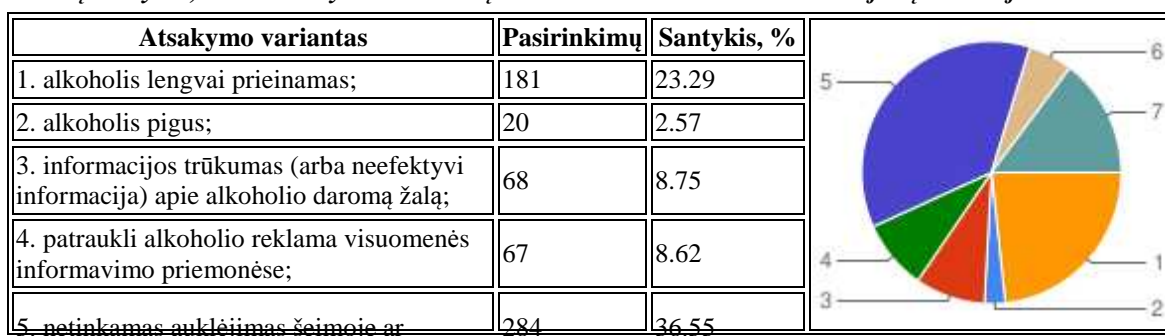 Atsakymo variantas Pasirinkimų Santykis, %
1. alkoholis lengvai prieinamas; 181 23.29
2. alkoholis pigus; 20 2.57
3. informacijos trūkumas (arba neefektyvi
informacija) apie alkoholio daromą žalą; 68 8.75
4. patraukli alkoholio reklama visuomenės
informavimo priemonėse; 67 8.62
5. netinkamas auklėjimas šeimoje ar 284 36.55
5
6
7
4
3
1
2